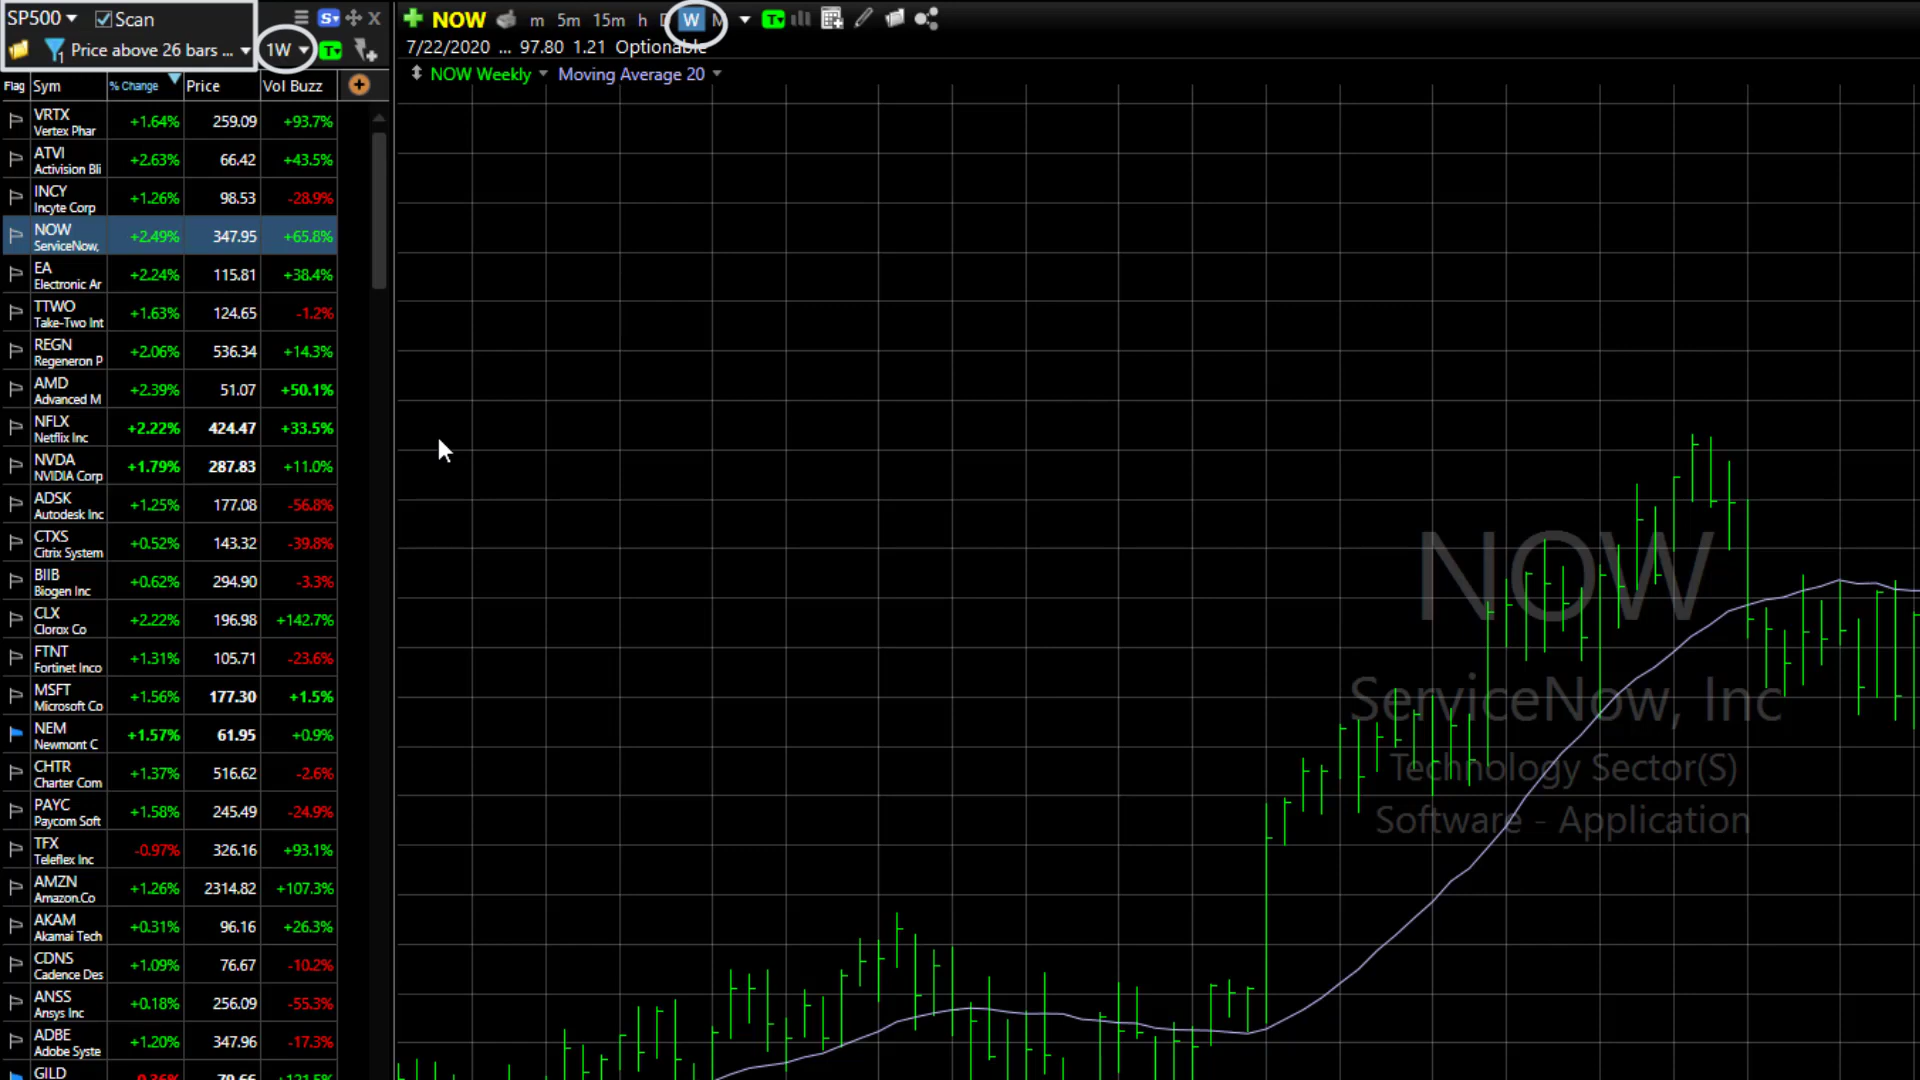 SP500 Scan
Price above 26 bars ... 1W
Flag Sym % Change Price Vol Buzz
VRTX +1.64% 259.09 +93.7%
Vertex Phar
ATVI +2.63% 66.42 +43.5%
Activision Bli
INCY +1.26% 98.53 -28.9%
Incyte Corp
NOW +2.49% 347.95 +65.8%
ServiceNow,
EA +2.24% 115.81 +38.4%
Electronic Ar
TTWO +1.63% 124.65 -1.2%
Take-Two Int
REGN +2.06% 536.34 +14.3%
Regeneron P
AMD +2.39% 51.07 +50.1%
Advanced M
NFLX +2.22% 424.47 +33.5%
Netflix Inc
NVDA +1.79% 287.83 +11.0%
NVIDIA Corp
ADSK +1.25% 177.08 -56.8%
Autodesk Inc
CTXS +0.52% 143.32 -39.8%
Citrix System
BIIB +0.62% 294.90 -3.3%
Biogen Inc
CLX +2.22% 196.98 +142.7%
Clorox Co
FTNT +1.31% 105.71 -23.6%
Fortinet Inco
MSFT +1.56% 177.30 +1.5%
Microsoft Co
NEM +1.57% 61.95 +0.9%
Newmont C
CHTR +1.37% 516.62 -2.6%
Charter Com
PAYC +1.58% 245.49 -24.9%
Paycom Soft
TFX -0.97% 326.16 +93.1%
Teleflex Inc
AMZN +1.26% 2314.82 +107.3%
Amazon.Co
AKAM +0.31% 96.16 +26.3%
Akamai Tech
CDNS +1.09% 76.67 -10.2%
Cadence Des
ANSS +0.18% 256.09 -55.3%
Ansys Inc
ADBE +1.20% 347.96 -17.3%
Adobe Syste
GILD
NOW m 5m 15m h D W M
7/22/2020 ... 97.80 1.21 Optionable
NOW Weekly Moving Average 20
NOW
ServiceNow, Inc
Technology Sector(S)
Software - Application